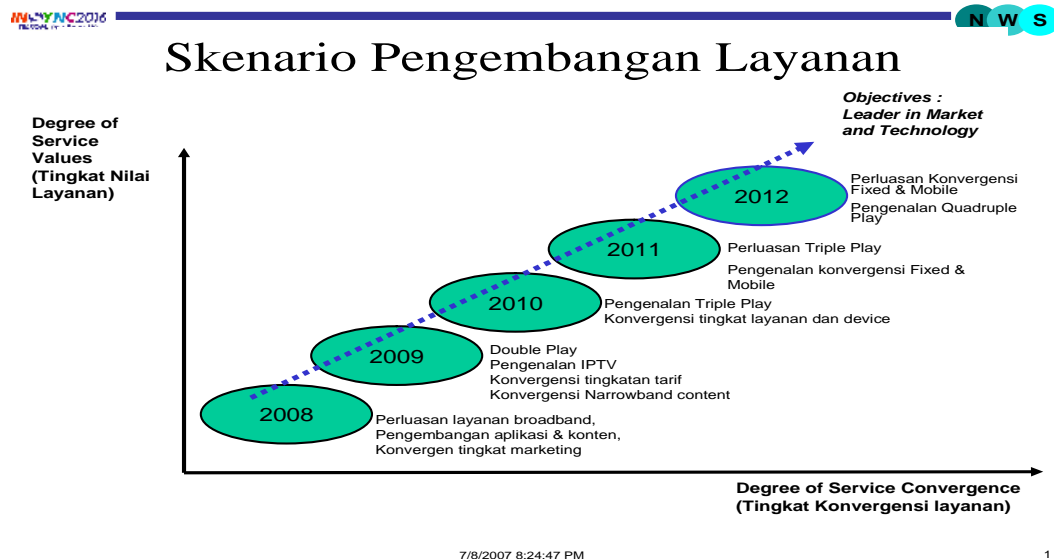 INSYNC2016
N W S
Skenario Pengembangan Layanan
Objectives :
Leader in Market
and Technology
Degree of
Service
Values
(Tingkat Nilai
Layanan)
2012
Perluasan Konvergensi
Fixed & Mobile
Pengenalan Quadruple
Play
2011
Perluasan Triple Play
Pengenalan konvergensi Fixed &
Mobile
2010
Pengenalan Triple Play
Konvergensi tingkat layanan dan device
2009
Double Play
Pengenalan IPTV
Konvergensi tingkatan tarif
Konvergensi Narrowband content
2008
Perluasan layanan broadband,
Pengembangan aplikasi & konten,
Konvergen tingkat marketing
Degree of Service Convergence
(Tingkat Konvergensi layanan)
7/8/2007 8:24:47 PM
1